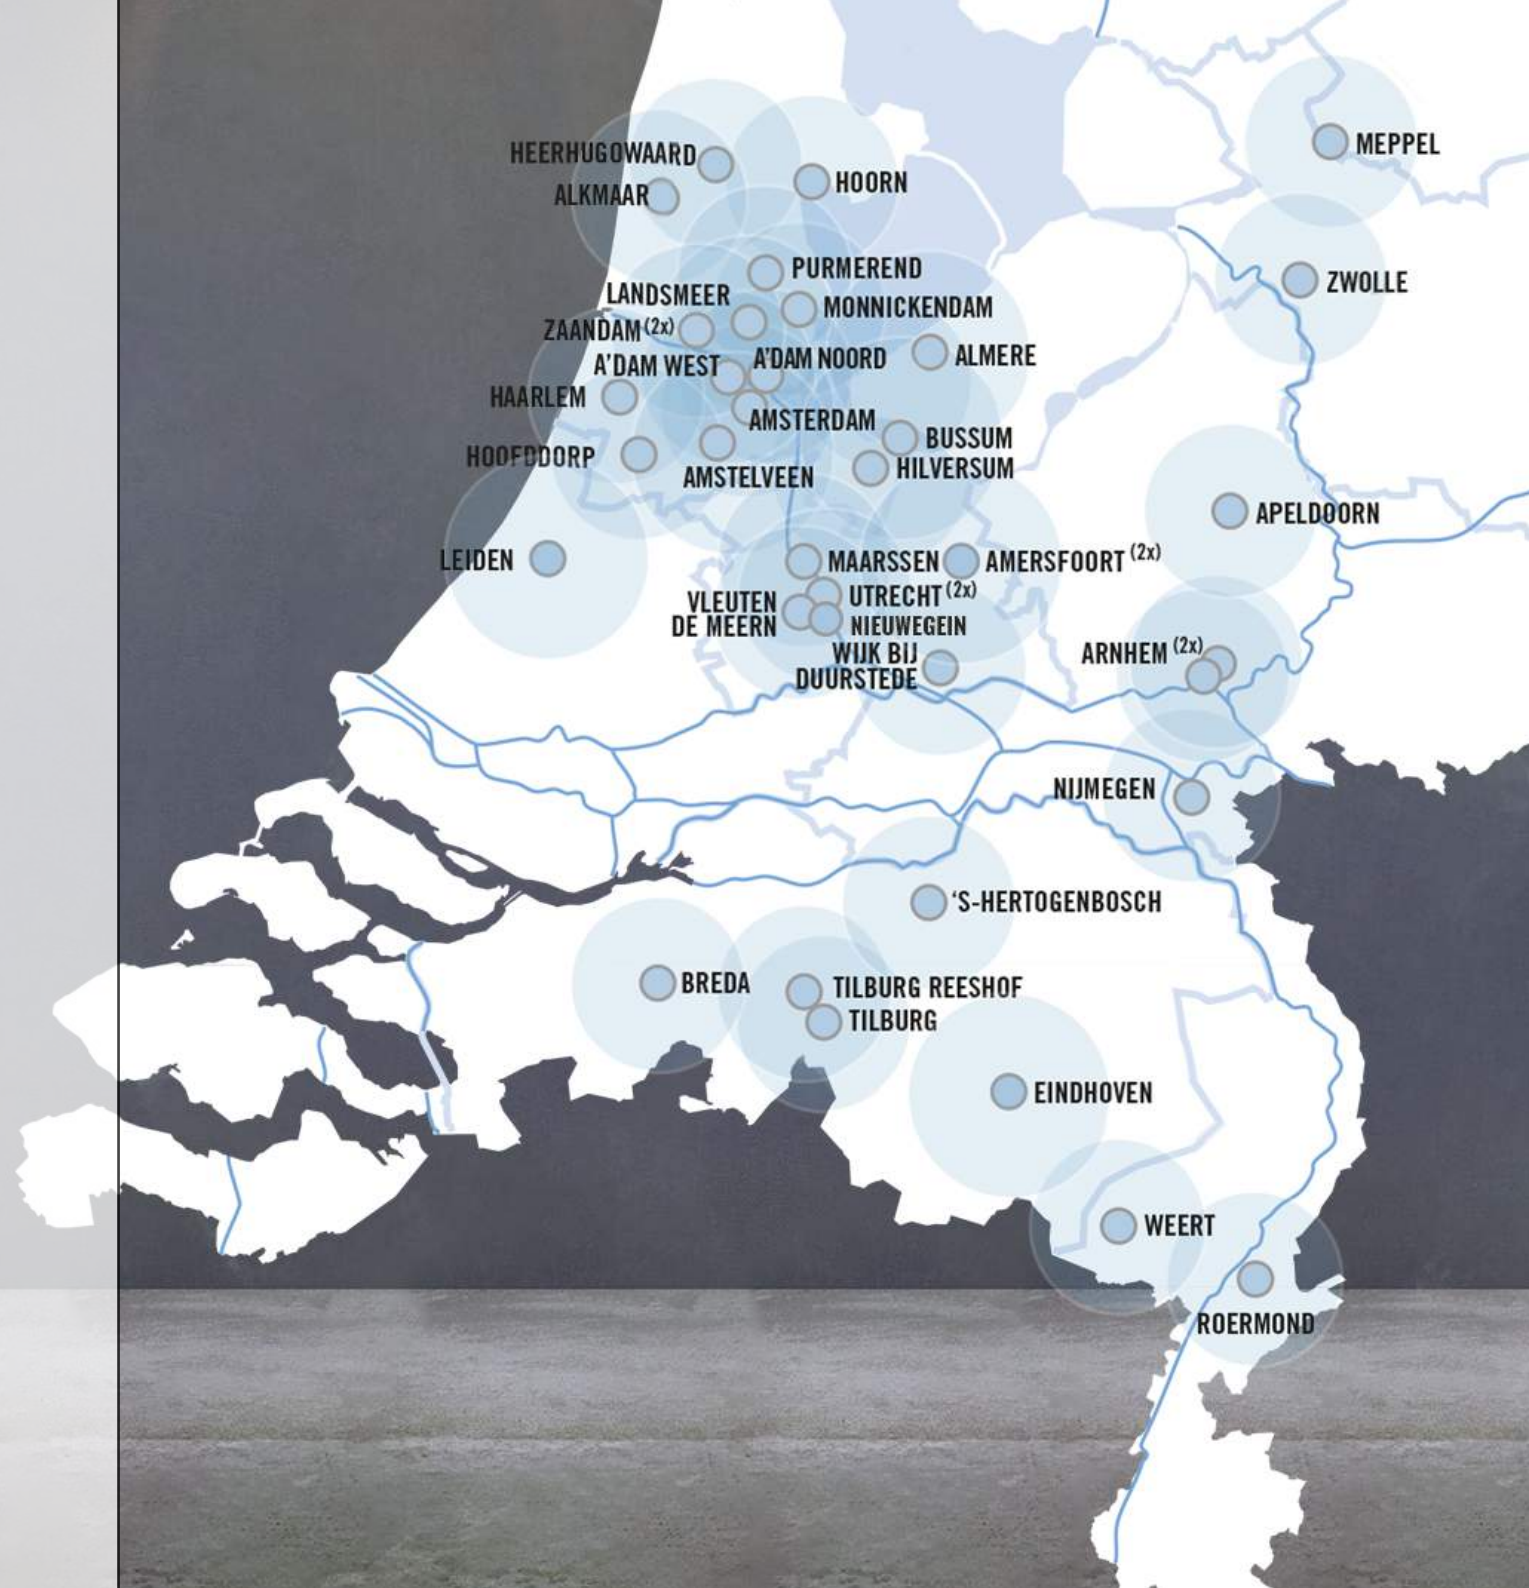 HEERHUGOWAARD
MEPPEL
ALKMAAR
HOORN
PURMEREND
ZWOLLE
LANDSMEER
MONNICKENDAM
ZAANDAM (2x)
A'DAM WEST
A'DAM NOORD
ALMERE
HAARLEM
AMSTERDAM
BUSSUM
HOOFDDORP
HILVERSUM
AMSTELVEEN
APELDOORN
LEIDEN
MAARSSEN
AMERSFOORT (2x)
UTRECHT (2x)
VLEUTEN
DE MEERN
NIEUWEGEIN
WIJK BIJ
DUURSTEDE
ARNHEM (2x)
NIJMEGEN
‘S-HERTOGENBOSCH
BREDA
TILBURG REESHOF
TILBURG
EINDHOVEN
WEERT
ROERMOND